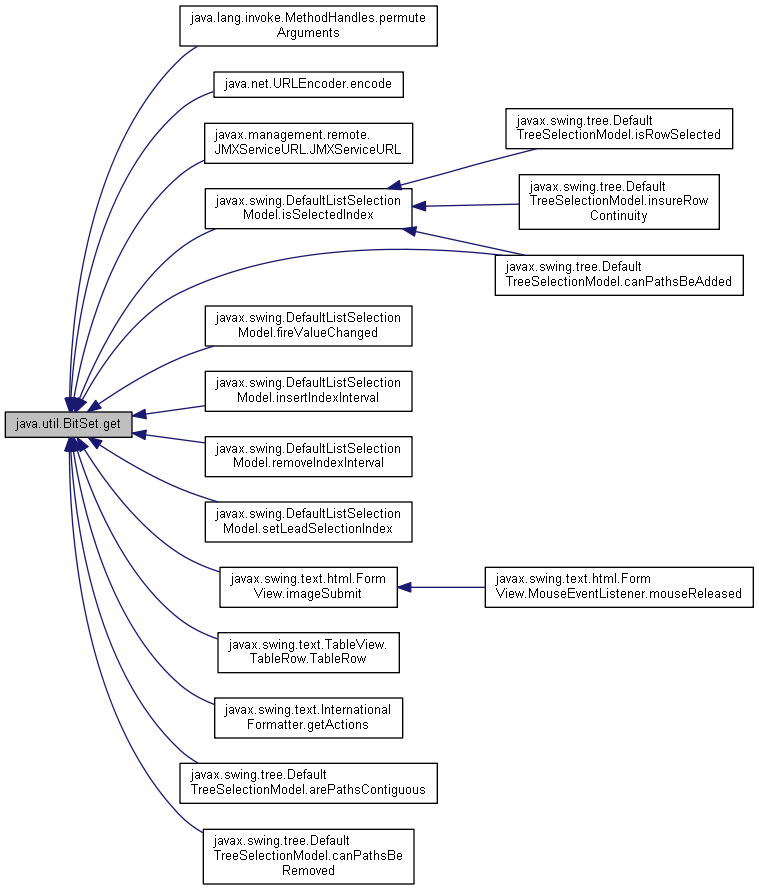 java.lang.invoke.MethodHandles.permute
Arguments
java.net.URLEncoder.encode
javax.management.remote.
JMXServiceURL.JMXServiceURL
javax.swing.tree.Default
TreeSelectionModel.isRowSelected
javax.swing.DefaultListSelection
Model.isSelectedIndex
javax.swing.tree.Default
TreeSelectionModel.insureRow
Continuity
javax.swing.tree.Default
TreeSelectionModel.canPathsBeAdded
javax.swing.DefaultListSelection
Model.fireValueChanged
javax.swing.DefaultListSelection
Model.insertIndexInterval
java.util.BitSet.get
javax.swing.DefaultListSelection
Model.removeIndexInterval
javax.swing.DefaultListSelection
Model.setLeadSelectionIndex
javax.swing.text.html.Form
View.imageSubmit
javax.swing.text.html.Form
View.MouseEventListener.mouseReleased
javax.swing.text.TableView.
TableRow.TableRow
javax.swing.text.International
Formatter.getActions
javax.swing.tree.Default
TreeSelectionModel.arePathsContiguous
javax.swing.tree.Default
TreeSelectionModel.canPathsBe
Removed